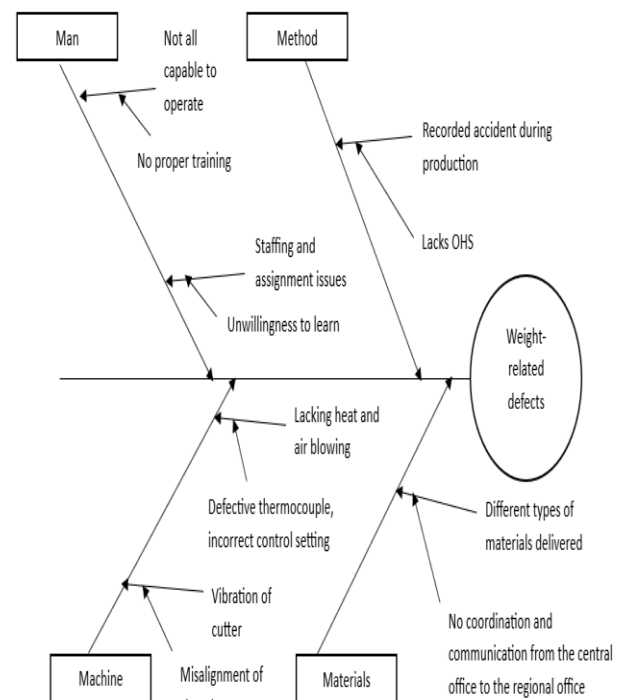 Man
Not all
capable to
operate
No proper training
Method
Recorded accident during
production
Lacks OHS
Staffing and
assignment issues
Unwillingness to learn
Weight-
related
defects
Lacking heat and
air blowing
Defective thermocouple,
incorrect control setting
Vibration of
cutter
Misalignment of
Machine
Different types of
materials delivered
No coordination and
communication from the central
office to the regional office
Materials